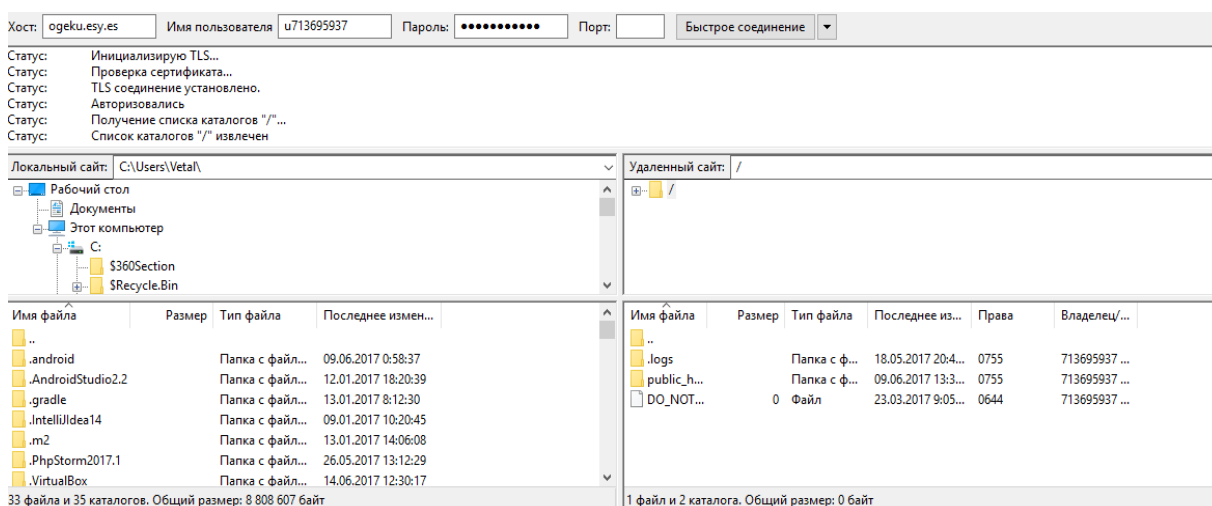 Хост: ogeku.esy.es Имя пользователя u713695937 Пароль: ●●●●●●●●●●● Порт: Быстрое соединение
Статус: Инициализирую TLS...
Статус: Проверка сертификата...
Статус: TLS соединение установлено.
Статус: Авторизовались
Статус: Получение списка каталогов "/"...
Статус: Список каталогов "/" извлечен
Локальный сайт: C:\Users\Vetal\
Рабочий стол
Документы
Этот компьютер
C:
$360Section
$Recycle.Bin
Удаленный сайт: /
/
Имя файла Размер Тип файла Последнее измен...
..
.android Папка с файл... 09.06.2017 0:58:37
.AndroidStudio2.2 Папка с файл... 12.01.2017 18:20:39
.gradle Папка с файл... 13.01.2017 8:12:30
.IntelliJIdea14 Папка с файл... 09.01.2017 10:20:45
.m2 Папка с файл... 13.01.2017 14:06:08
.PhpStorm2017.1 Папка с файл... 26.05.2017 13:12:29
.VirtualBox Папка с файл... 14.06.2017 12:30:17
33 файла и 35 каталогов. Общий размер: 8 808 607 байт
Имя файла Размер Тип файла Последнее из... Права Владелец/...
..
.logs Папка с ф... 18.05.2017 20:4... 0755 713695937 ...
public_h... Папка с ф... 09.06.2017 13:3... 0755 713695937 ...
DO_NOT... 0 Файл 23.03.2017 9:05... 0644 713695937 ...
1 файл и 2 каталога. Общий размер: 0 байт